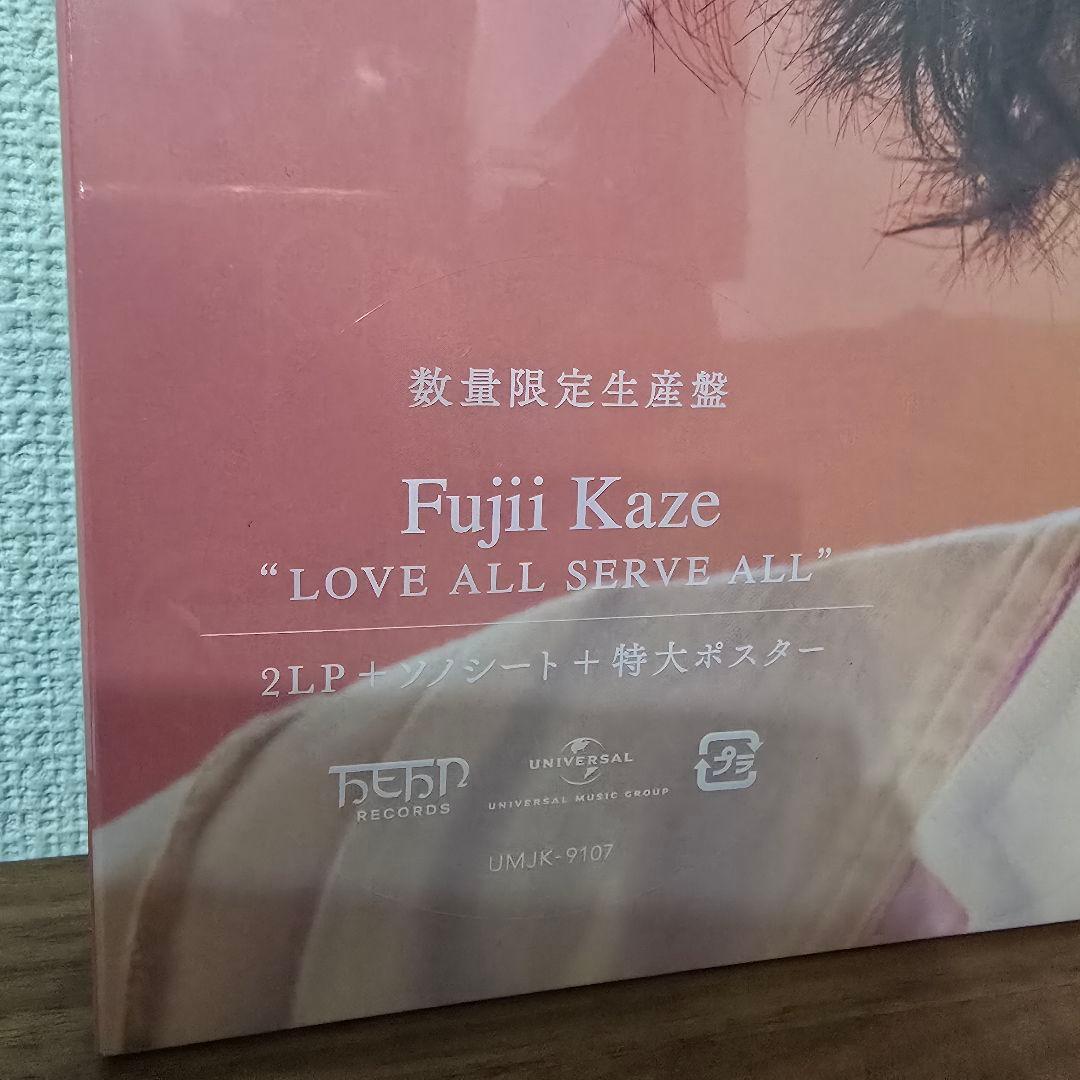 数量限定生産盤
Fujii Kaze
“LOVE ALL SERVE ALL”
2LP+ソノシート+特大ポスター
HEHN RECORDS
UNIVERSAL
UNIVERSAL MUSIC GROUP
プラ
UMJK-9107